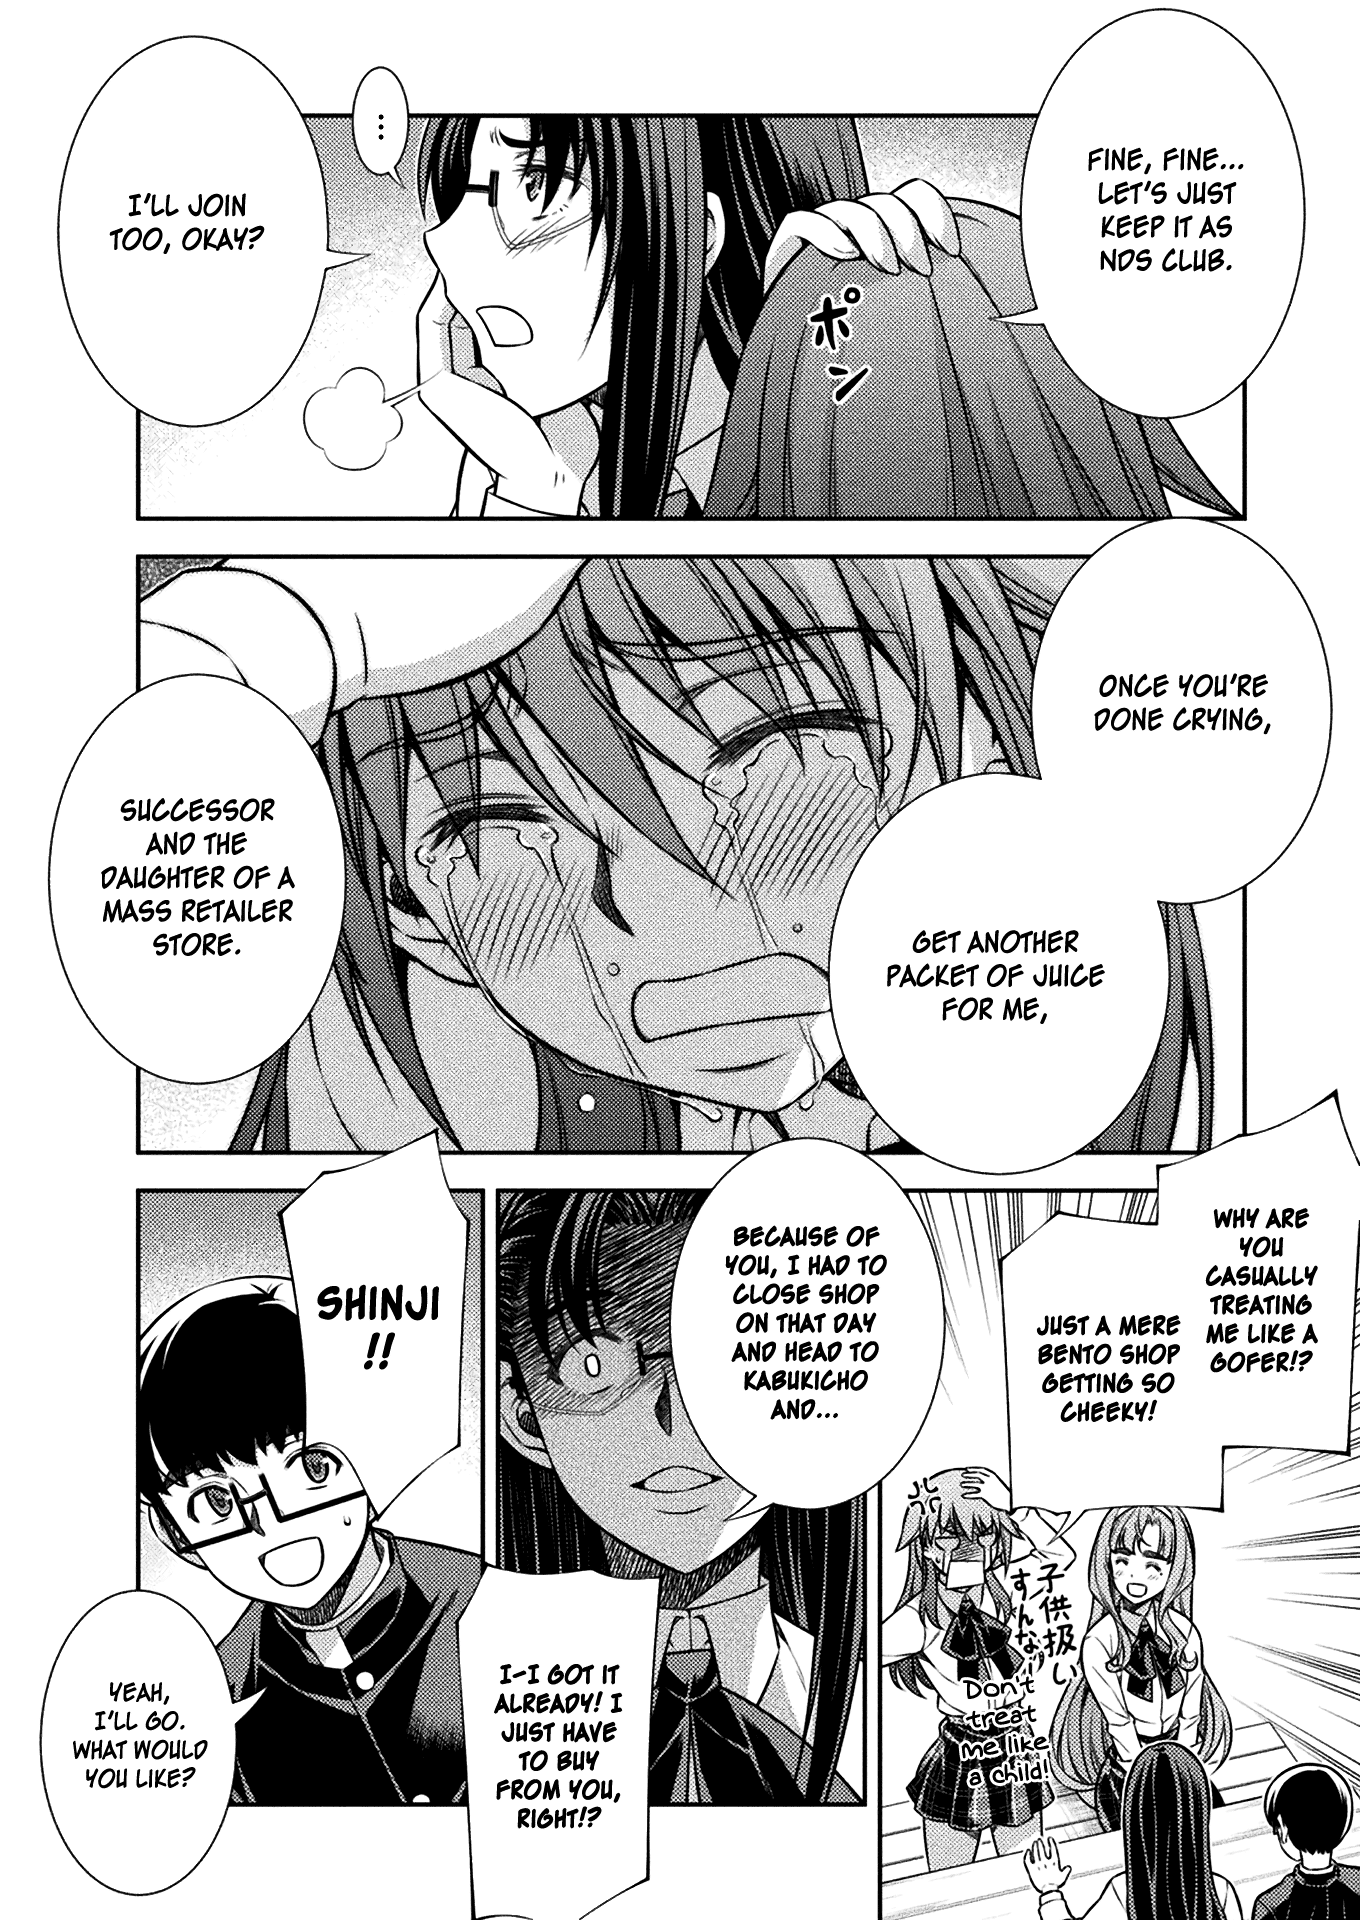 FINE, FINE...
LET'S JUST
KEEP IT AS
NDS CLUB.
ポン
...
I'LL JOIN
TOO, OKAY?
ONCE YOU'RE
DONE CRYING,
GET ANOTHER
PACKET OF JUICE
FOR ME,
SUCCESSOR
AND THE
DAUGHTER OF A
MASS RETAILER
STORE.
WHY ARE
YOU
CASUALLY
TREATING
ME LIKE A
GOFER!?
JUST A MERE
BENTO SHOP
GETTING SO
CHEEKY!
子供扱い
すんな!
Don't
treat
me like
a child!
BECAUSE OF
YOU, I HAD TO
CLOSE SHOP
ON THAT DAY
AND HEAD TO
KABUKICHO
AND...
I-I GOT IT
ALREADY! I
JUST HAVE
TO BUY
FROM YOU,
RIGHT!?
SHINJI
!!
YEAH,
I'LL GO.
WHAT WOULD
YOU LIKE?